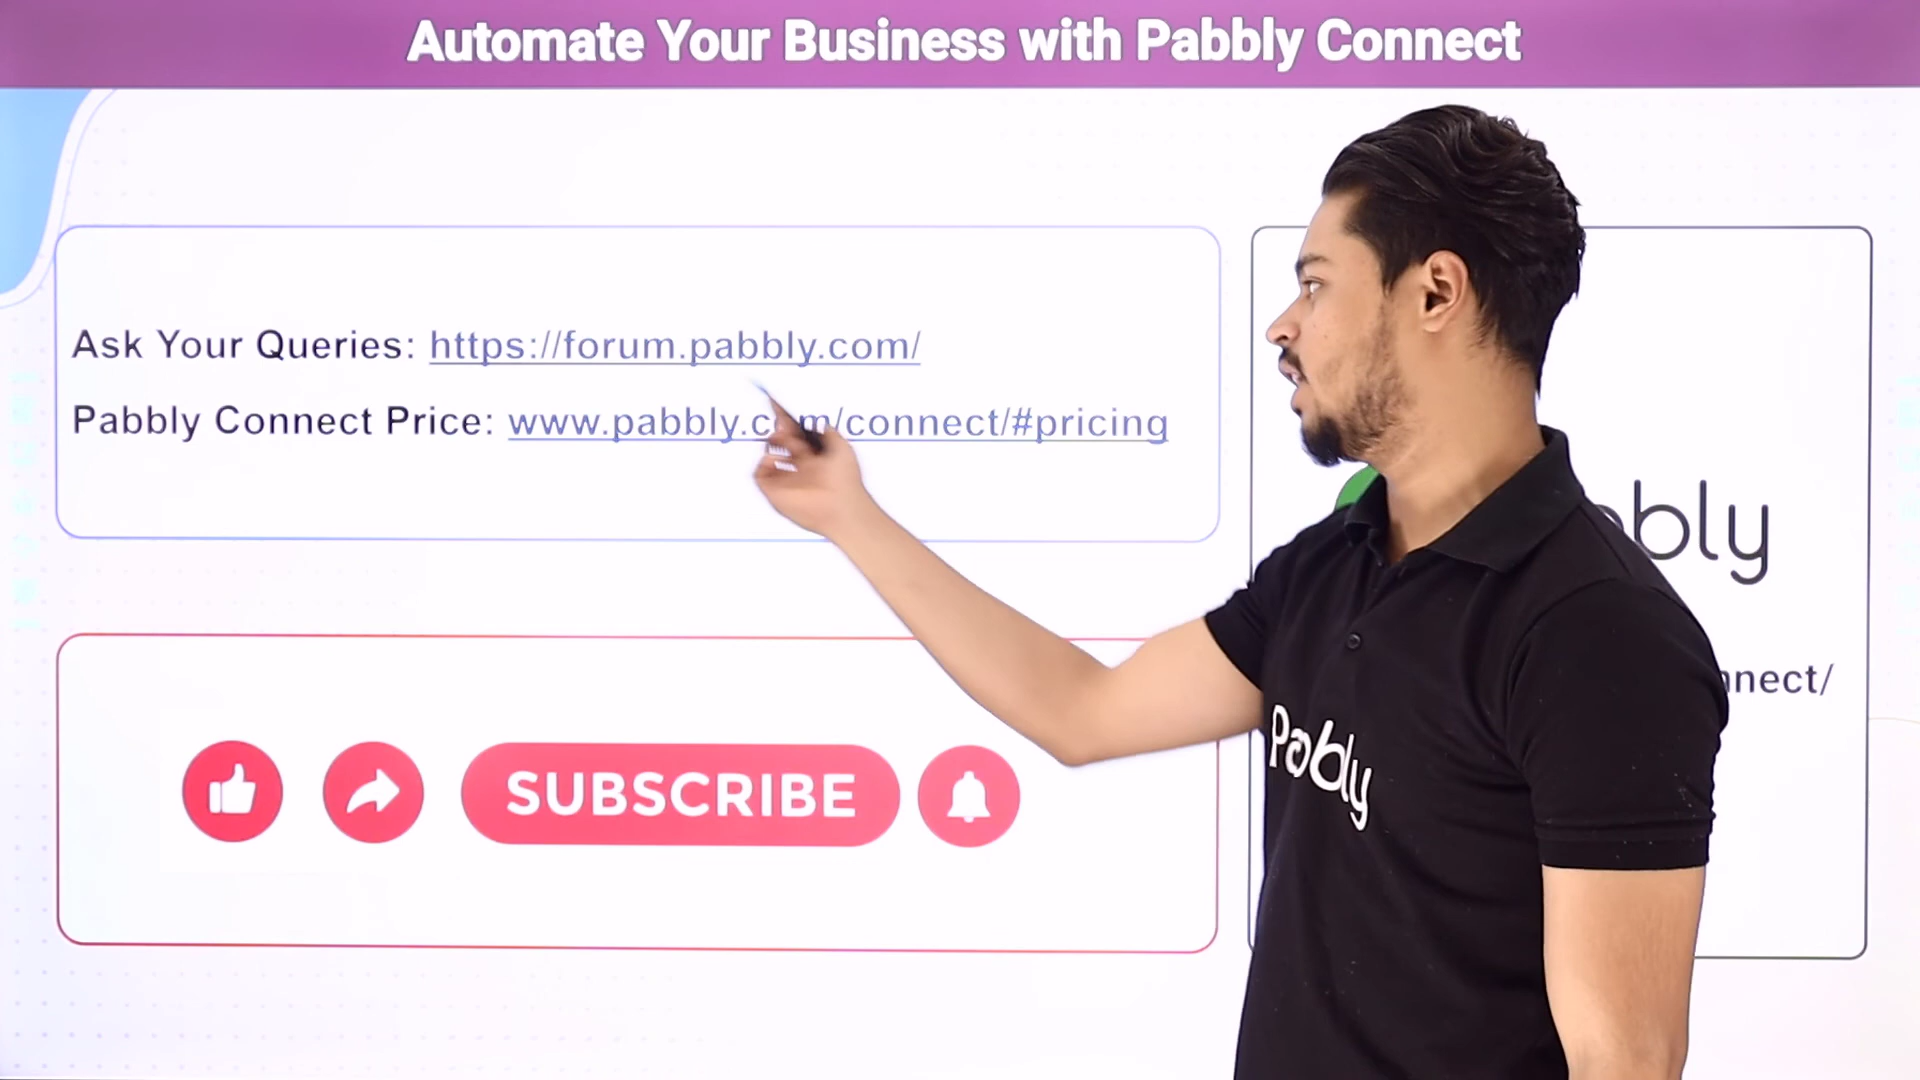 Automate Your Business with Pabbly Connect
Ask Your Queries: https://forum.pabbly.com/
Pabbly Connect Price: www.pabbly.com/connect/#pricing
SUBSCRIBE
Pabbly